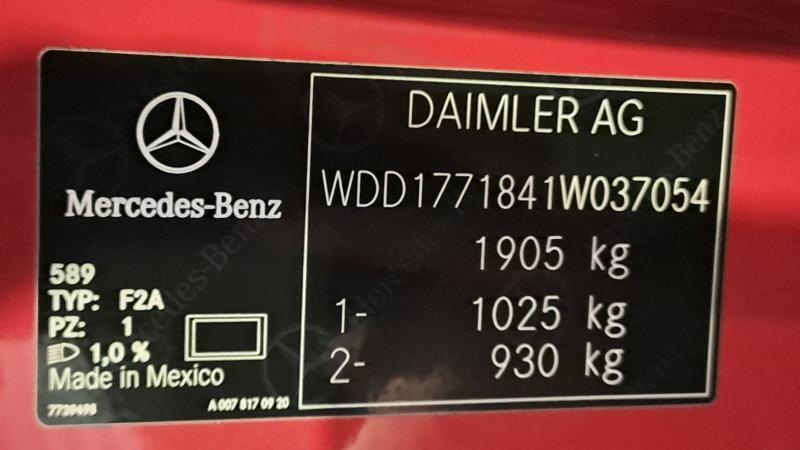 Mercedes-Benz
589
TYP: F2A
PZ: 1
1,0 %
Made in Mexico
7739498
A 007 817 09 20
DAIMLER AG
WDD1771841W037054
1905 kg
1- 1025 kg
2- 930 kg